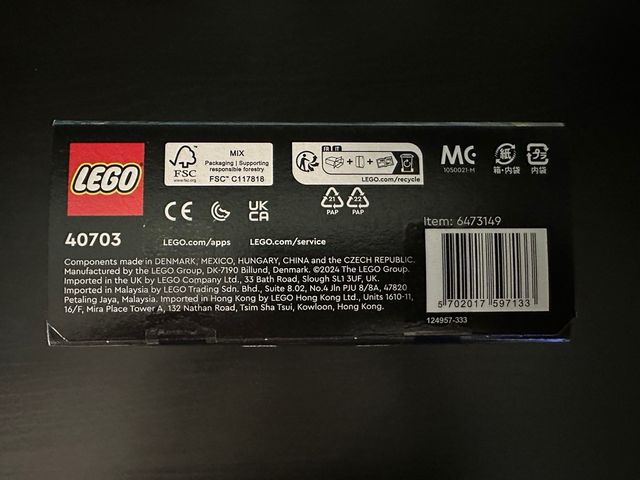 LEGO
FSC
www.fsc.org
MIX
Packaging | Supporting
responsible forestry
FSC® C117818
FR IT
LEGO.com/recycle
21
PAP
22
PAP
MC
1050021-M
紙
箱・内袋
プラ
内袋
CE
UK
CA
40703
LEGO.com/apps
LEGO.com/service
Item: 6473149
Components made in DENMARK, MEXICO, HUNGARY, CHINA and the CZECH REPUBLIC.
Manufactured by the LEGO Group, DK-7190 Billund, Denmark. ©2024 The LEGO Group.
Imported in the UK by LEGO Company Ltd., 33 Bath Road, Slough SL1 3UF, UK.
Imported in Malaysia by LEGO Trading Sdn. Bhd., Suite 8.02, No.4 Jln PJU 8/8A, 47820
Petaling Jaya, Malaysia. Imported in Hong Kong by LEGO Hong Kong Ltd., Units 1610-11,
16/F, Mira Place Tower A, 132 Nathan Road, Tsim Sha Tsui, Kowloon, Hong Kong.
5 702017 597133
124957-333